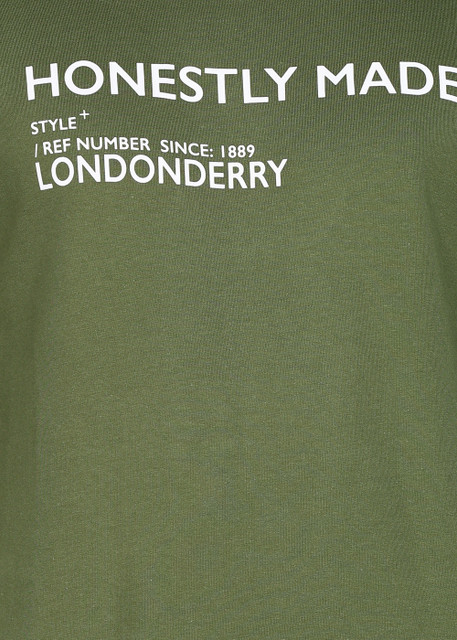 HONESTLY MADE
STYLE+
/ REF NUMBER SINCE: 1889
LONDONDERRY